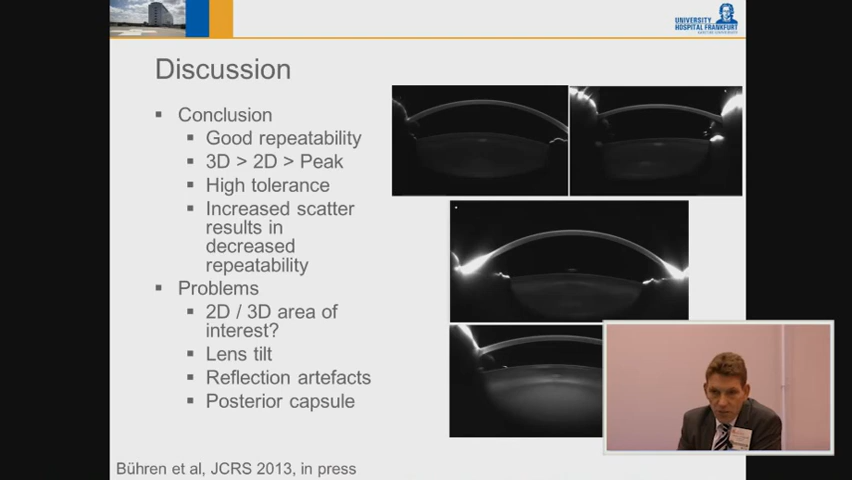 UNIVERSITY
HOSPITAL FRANKFURT
Discussion
Conclusion
Good repeatability
3D > 2D > Peak
High tolerance
Increased scatter
results in
decreased
repeatability
Problems
2D / 3D area of
interest?
Lens tilt
Reflection artefacts
Posterior capsule
Bühren et al, JCRS 2013, in press